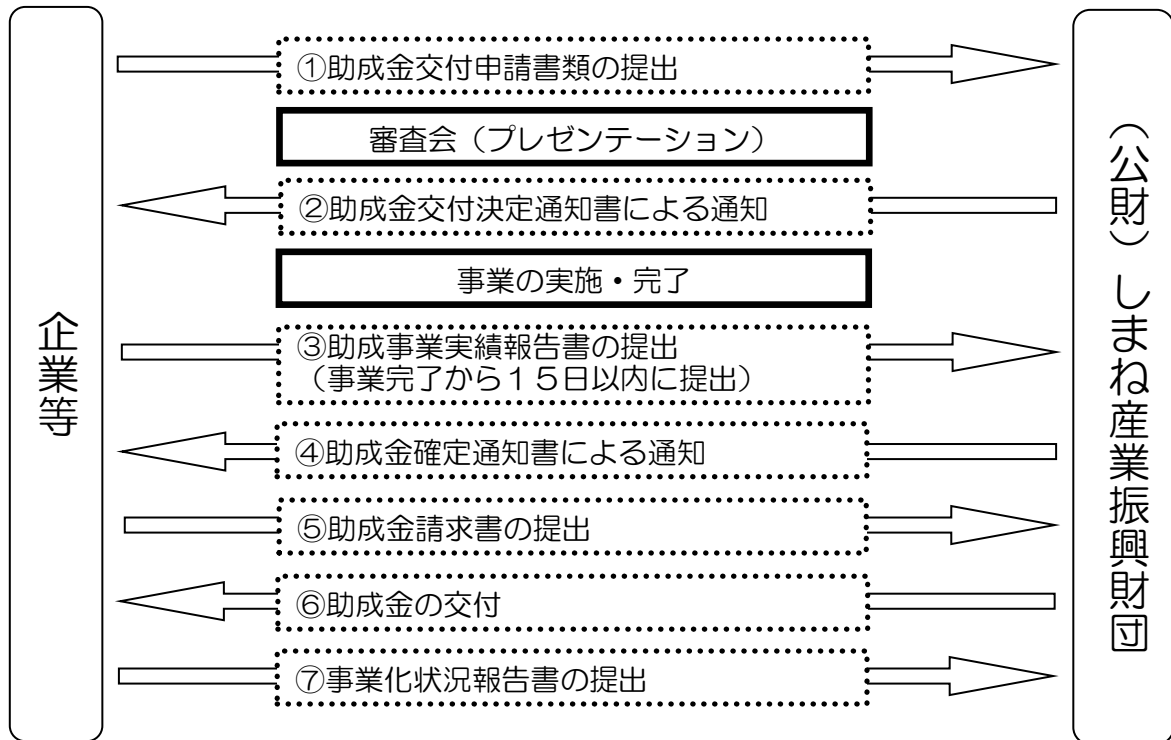 企業等
①助成金交付申請書類の提出
審査会（プレゼンテーション）
②助成金交付決定通知書による通知
事業の実施・完了
③助成事業実績報告書の提出
（事業完了から１５日以内に提出）
④助成金確定通知書による通知
⑤助成金請求書の提出
⑥助成金の交付
⑦事業化状況報告書の提出
（公財）しまね産業振興財団